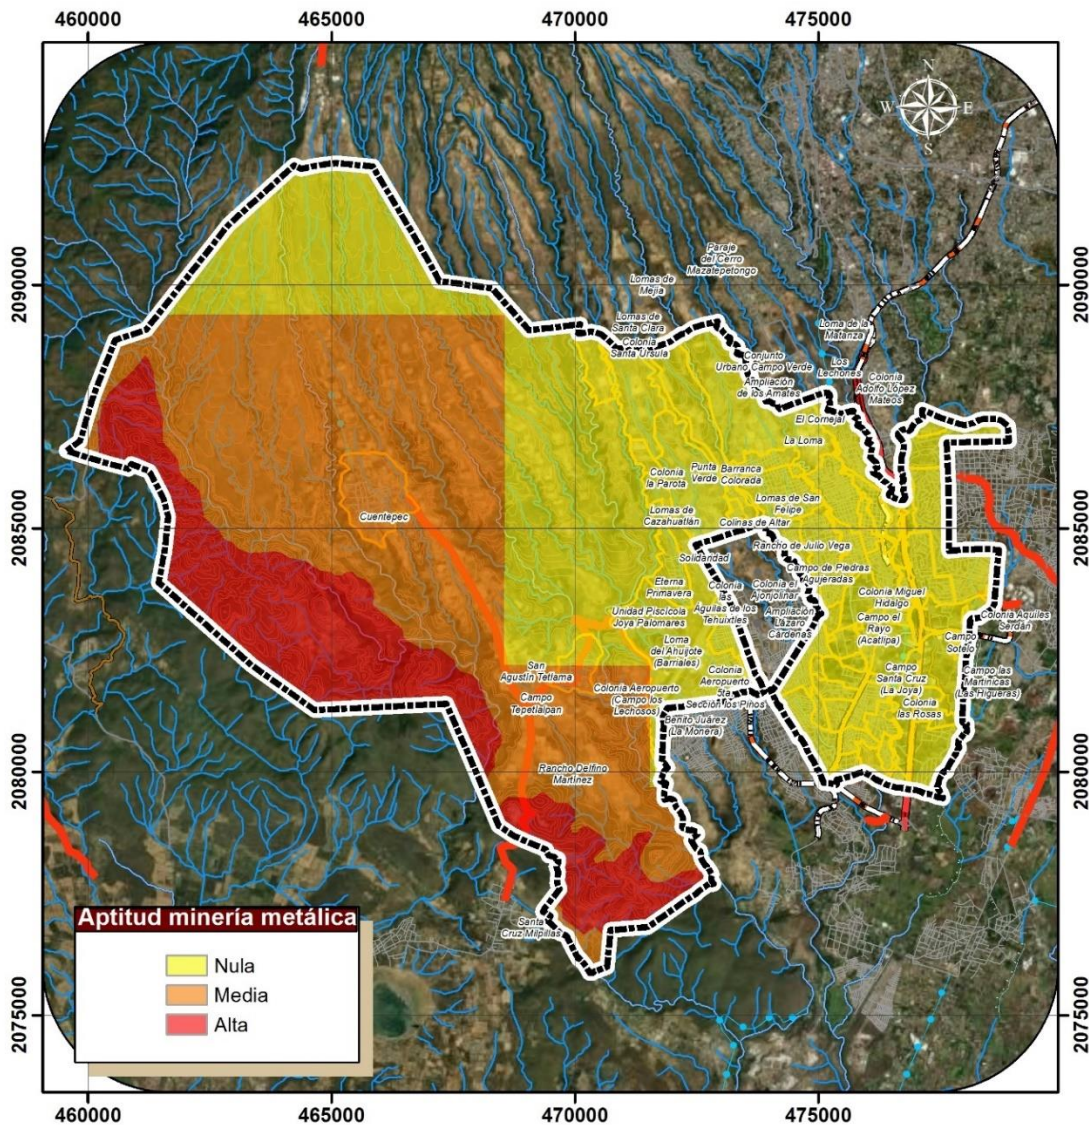 460000
465000
470000
475000
N
W
E
S
2090000
2090000
Paraje
del Cerro
Mazatepetongo
Lomas de
Mejia
Lomas de
Santa Clara
Colonia
Santa Ursula
Loma de la
Matanza
Conjunto
Urbano Campo Verde
Los
Lechones
Colonia
Adolfo López
Mateos
Ampliación
de los Amates
El Cornejal
La Loma
Colonia
la Parota
Punta
Verde
Barranca
Colorada
Cuentepec
Lomas de San
Felipe
Lomas de
Cazahuatlán
Colinas de Altar
2085000
2085000
Solidaridad
Rancho de Julio Vega
Campo de Piedras
Agujeradas
Eterna
Primavera
Colonia
las
Aguilas de los
Tehuixtles
Colonia el
Ajonjolinar
Colonia Miguel
Hidalgo
Unidad Piscicola
Joya Palomares
Ampliación
Lázaro
Cárdenas
Campo el
Rayo
(Acatlipa)
Colonia Aquiles
Serdán
Loma
del Ahuijote
(Barriales)
Campo
Sotelo
San
Agustín Tetlama
Colonia
Aeropuerto
5ta
Sección los Pinos
Campo
Santa Cruz
(La Joya)
Campo las
Martinicas
(Las Higueras)
Campo
Tepetlalpan
Colonia Aeropuerto
(Campo los
Lechosos)
Colonia
las Rosas
Benito Juárez
(La Monera)
Rancho Delfino
Martínez
2080000
2080000
Santa
Cruz Milpillas
Aptitud minería metálica
Nula
Media
Alta
2075000
2075000
460000
465000
470000
475000